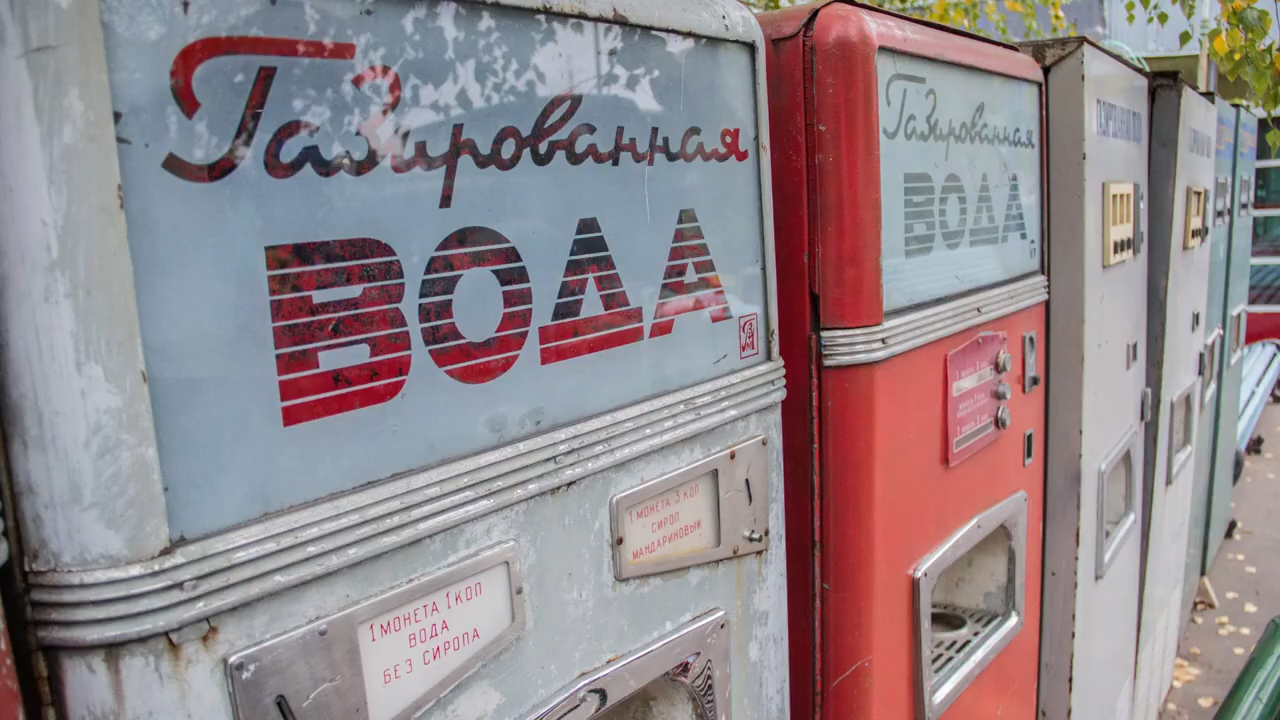 Газированная
ВОДА
1 МОНЕТА 3 КОП
СИРОП
МАНДАРИНОВЫЙ
1 МОНЕТА 1 КОП
ВОДА
БЕЗ СИРОПА
Газированная
ВОДА